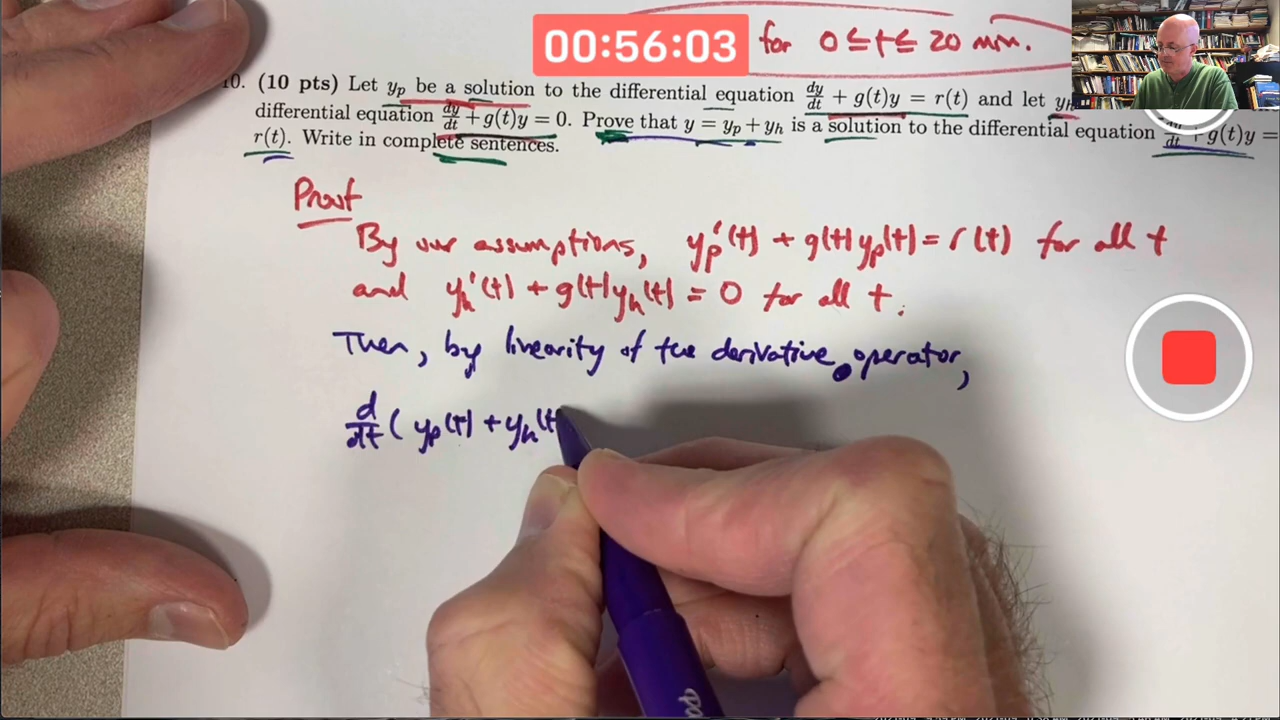 00:56:03
for 0 ≤ t ≤ 20 min.
10. (10 pts) Let y_p be a solution to the differential equation dy/dt + g(t)y = r(t) and let y_h
differential equation dy/dt + g(t)y = 0. Prove that y = y_p + y_h is a solution to the differential equation dy/dt + g(t)y =
r(t). Write in complete sentences.
Proof
By our assumptions, y_p'(t) + g(t)y_p(t) = r(t) for all t
and y_h'(t) + g(t)y_h(t) = 0 for all t.
Then, by linearity of the derivative operator,
d/dt ( y_p(t) + y_h(t